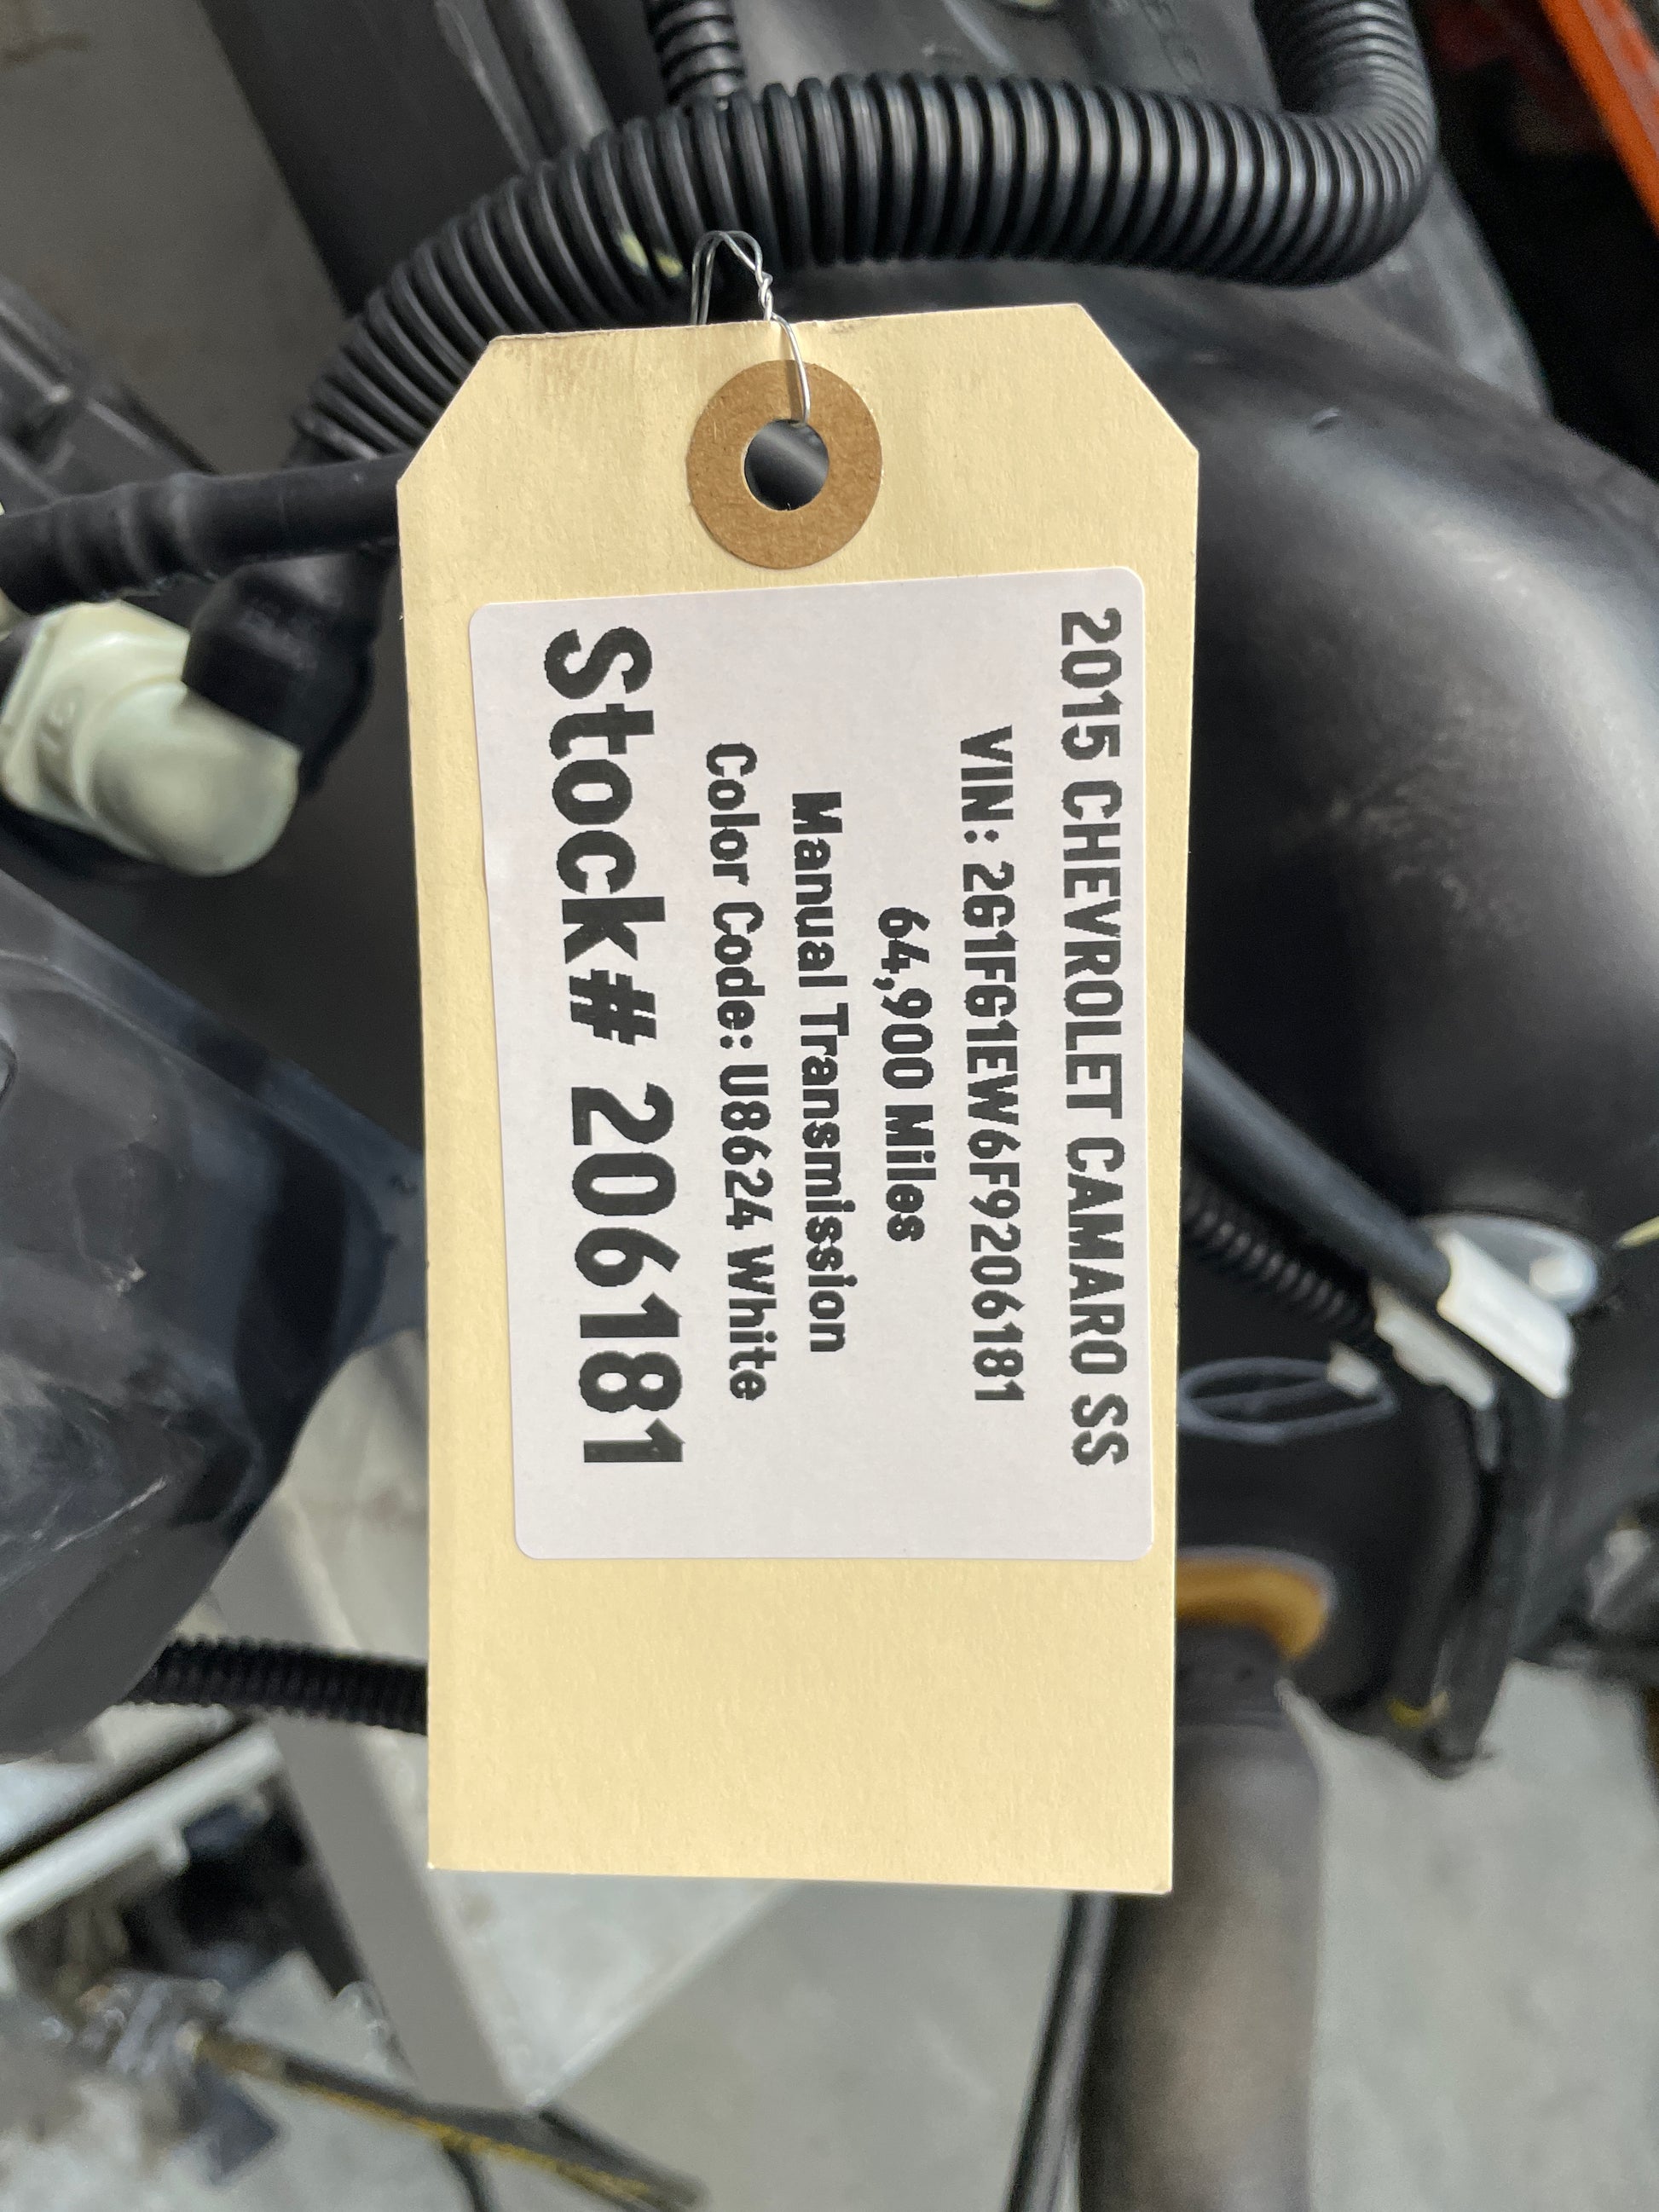 2015 CHEVROLET CAMARO SS
VIN: 2G1FG1EW6F9206181
64,900 Miles
Manual Transmission
Color Code: U8624 White
Stock# 206181